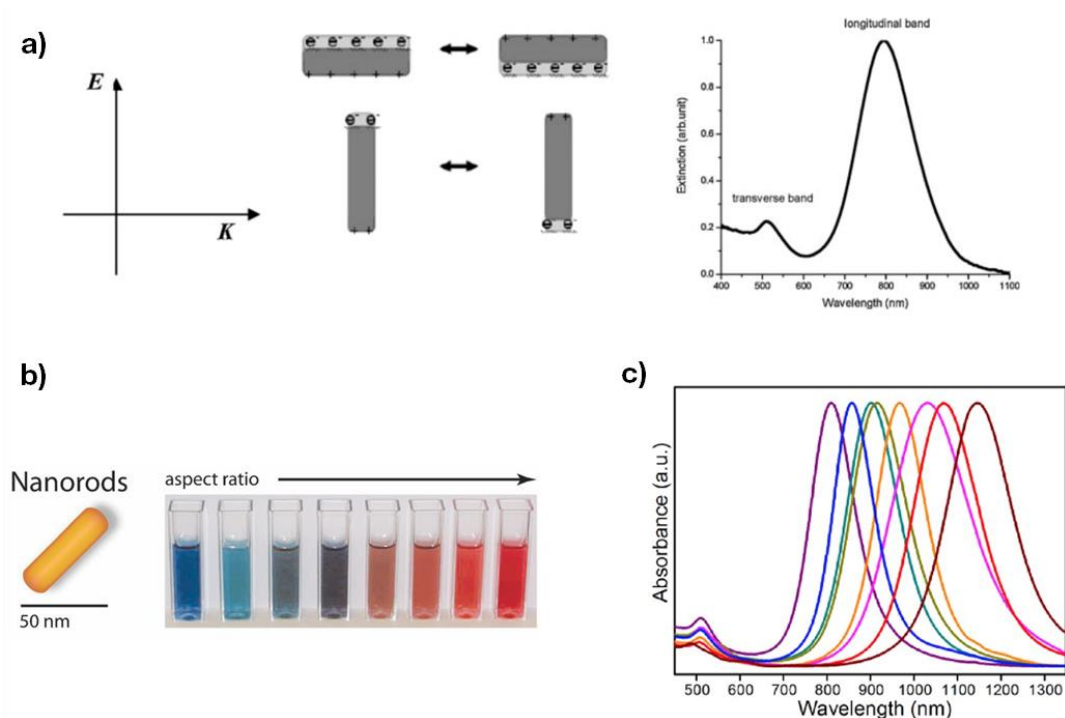 a)
E
K
longitudinal band
transverse band
Extinction (arb.unit)
1.0
0.8
0.6
0.4
0.2
0.0
400 500 600 700 800 900 1000 1100
Wavelength (nm)
b)
Nanorods
50 nm
aspect ratio
c)
Absorbance (a.u.)
500 600 700 800 900 1000 1100 1200 1300
Wavelength (nm)